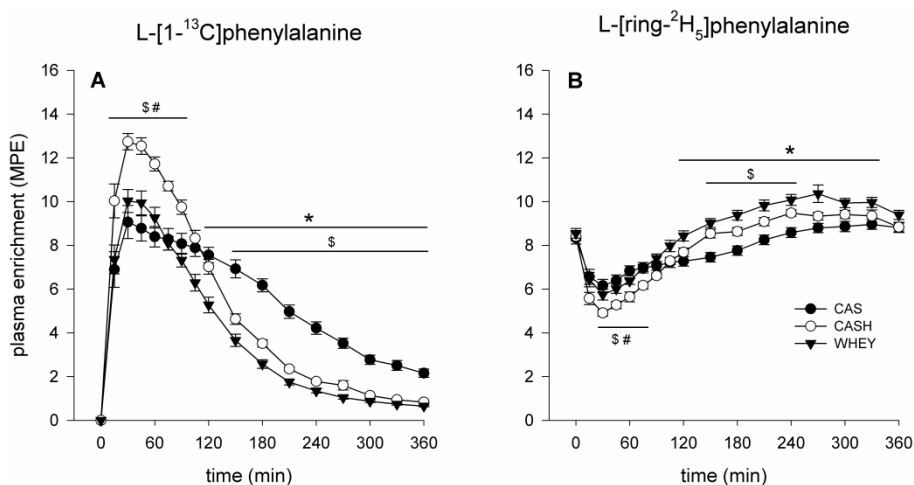 L-[1-¹³C]phenylalanine
L-[ring-²H₅]phenylalanine
A
B
$ #
*
$
*
$
$ #
CAS
CASH
WHEY
plasma enrichment (MPE)
16
14
12
10
8
6
4
2
0
16
14
12
10
8
6
4
2
0
0 60 120 180 240 300 360
0 60 120 180 240 300 360
time (min)
time (min)